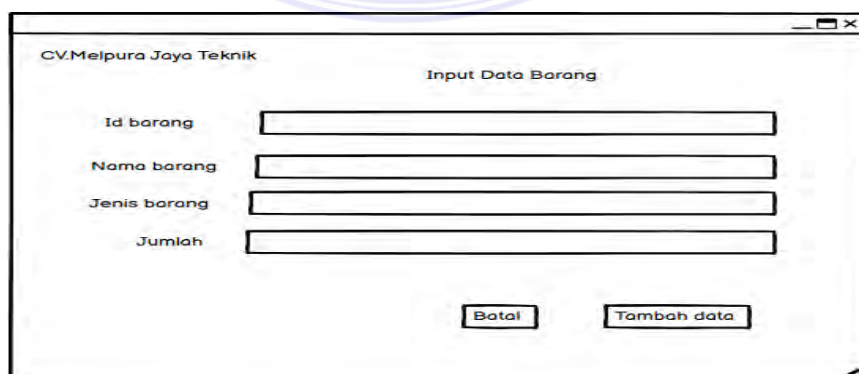 CV.Melpura Jaya Teknik
Input Data Barang
Id barang
Nama barang
Jenis barang
Jumlah
Batal
Tambah data